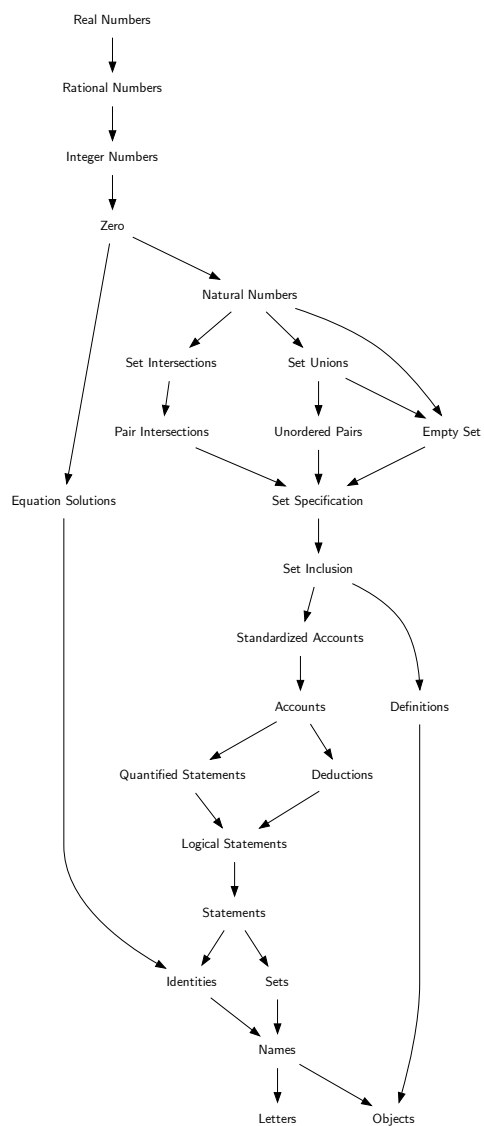 Real Numbers
Rational Numbers
Integer Numbers
Zero
Natural Numbers
Set Intersections
Set Unions
Pair Intersections
Unordered Pairs
Empty Set
Equation Solutions
Set Specification
Set Inclusion
Standardized Accounts
Accounts
Definitions
Quantified Statements
Deductions
Logical Statements
Statements
Identities
Sets
Names
Letters
Objects